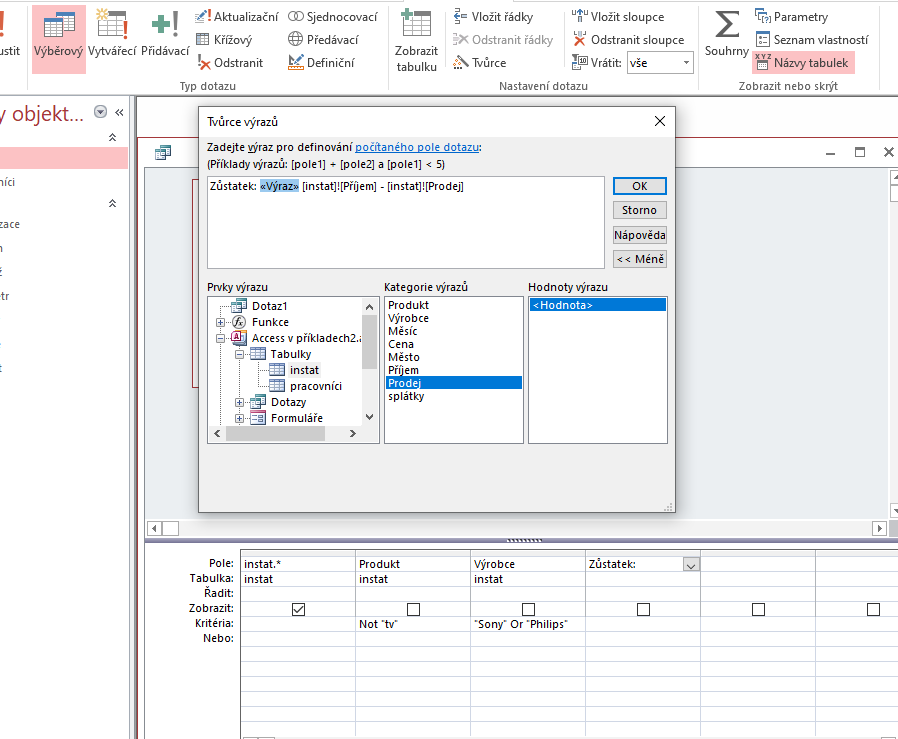 ustit
Výběrový
Vytvářecí
Přidávací
Aktualizační
Křížový
Odstranit
Sjednocovací
Předávací
Definiční
Typ dotazu
Zobrazit
tabulku
Vložit řádky
Odstranit řádky
Tvůrce
Vložit sloupce
Odstranit sloupce
Vrátit: vše
Nastavení dotazu
Souhrny
Parametry
Seznam vlastností
XYZ Názvy tabulek
Zobrazit nebo skrýt
y objekt... «
níci
zace
etr
Tvůrce výrazů
Zadejte výraz pro definování počítaného pole dotazu:
(Příklady výrazů: [pole1] + [pole2] a [pole1] < 5)
Zůstatek: «Výraz» [instat]![Příjem] - [instat]![Prodej]
OK
Storno
Nápověda
<< Méně
Prvky výrazu
Dotaz1
Funkce
Access v příkladech2.a
Tabulky
instat
pracovníci
Dotazy
Formuláře
Kategorie výrazů
Produkt
Výrobce
Měsíc
Cena
Město
Příjem
Prodej
splátky
Hodnoty výrazu
<Hodnota>
Pole: instat.* Produkt Výrobce Zůstatek:
Tabulka: instat instat instat
Řadit:
Zobrazit:
Kritéria: Not "tv" "Sony" Or "Philips"
Nebo: